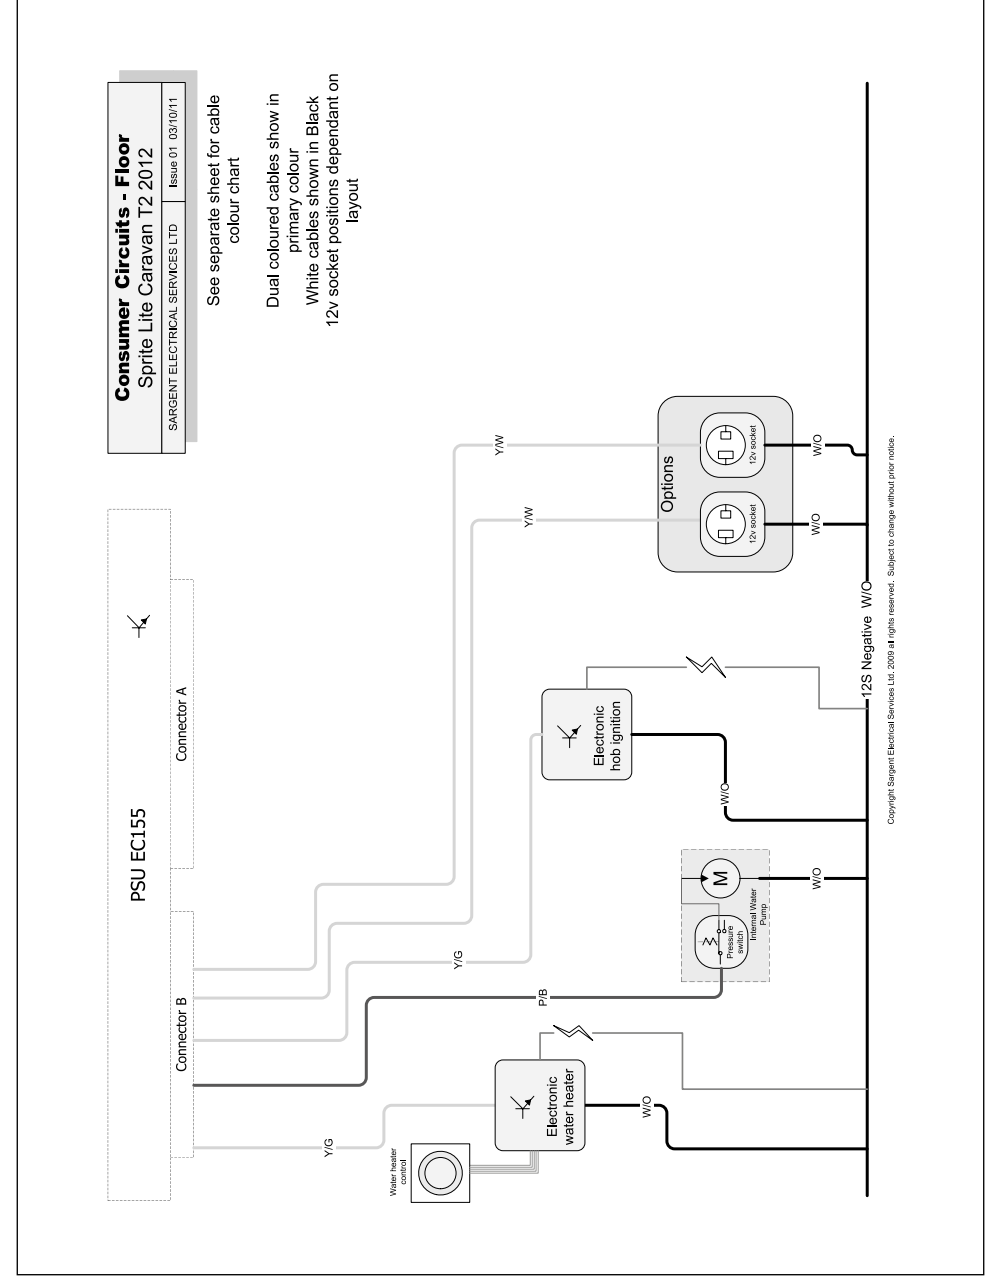 Consumer Circuits - Floor
Sprite Lite Caravan T2 2012
SARGENT ELECTRICAL SERVICES LTD
Issue 01 03/10/11
See separate sheet for cable
colour chart
Dual coloured cables show in
primary colour
White cables shown in Black
12v socket positions dependant on
layout
PSU EC155
Connector B
Connector A
Y/G
P/B
Y/G
Y/W
Y/W
Water heater
control
Electronic
water heater
W/O
Pressure
switch
M
Internal Water
Pump
W/O
Electronic
hob ignition
W/O
Options
12v socket
12v socket
W/O
W/O
12S Negative W/O
Copyright Sargent Electrical Services Ltd. 2009 all rights reserved. Subject to change without prior notice.